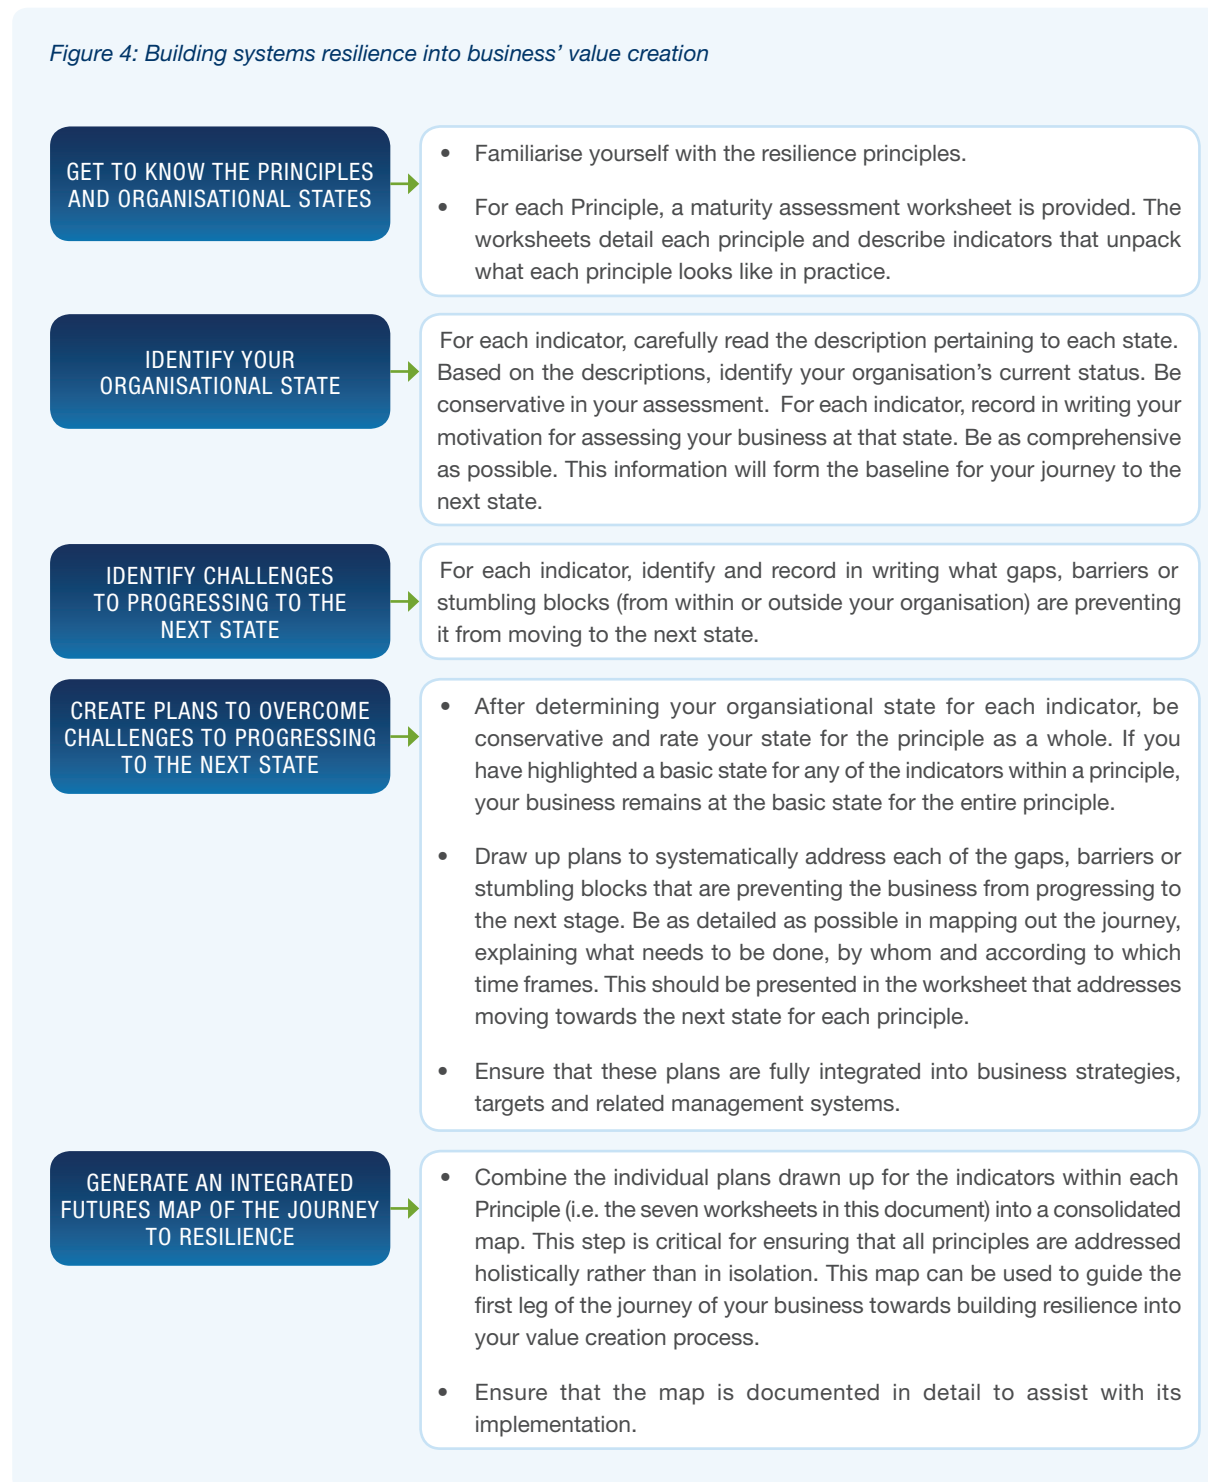 Figure 4: Building systems resilience into business’ value creation
GET TO KNOW THE PRINCIPLES
AND ORGANISATIONAL STATES
• Familiarise yourself with the resilience principles.
• For each Principle, a maturity assessment worksheet is provided. The
worksheets detail each principle and describe indicators that unpack
what each principle looks like in practice.
IDENTIFY YOUR
ORGANISATIONAL STATE
For each indicator, carefully read the description pertaining to each state.
Based on the descriptions, identify your organisation’s current status. Be
conservative in your assessment. For each indicator, record in writing your
motivation for assessing your business at that state. Be as comprehensive
as possible. This information will form the baseline for your journey to the
next state.
IDENTIFY CHALLENGES
TO PROGRESSING TO THE
NEXT STATE
For each indicator, identify and record in writing what gaps, barriers or
stumbling blocks (from within or outside your organisation) are preventing
it from moving to the next state.
CREATE PLANS TO OVERCOME
CHALLENGES TO PROGRESSING
TO THE NEXT STATE
• After determining your organsiational state for each indicator, be
conservative and rate your state for the principle as a whole. If you
have highlighted a basic state for any of the indicators within a principle,
your business remains at the basic state for the entire principle.
• Draw up plans to systematically address each of the gaps, barriers or
stumbling blocks that are preventing the business from progressing to
the next stage. Be as detailed as possible in mapping out the journey,
explaining what needs to be done, by whom and according to which
time frames. This should be presented in the worksheet that addresses
moving towards the next state for each principle.
• Ensure that these plans are fully integrated into business strategies,
targets and related management systems.
GENERATE AN INTEGRATED
FUTURES MAP OF THE JOURNEY
TO RESILIENCE
• Combine the individual plans drawn up for the indicators within each
Principle (i.e. the seven worksheets in this document) into a consolidated
map. This step is critical for ensuring that all principles are addressed
holistically rather than in isolation. This map can be used to guide the
first leg of the journey of your business towards building resilience into
your value creation process.
• Ensure that the map is documented in detail to assist with its
implementation.